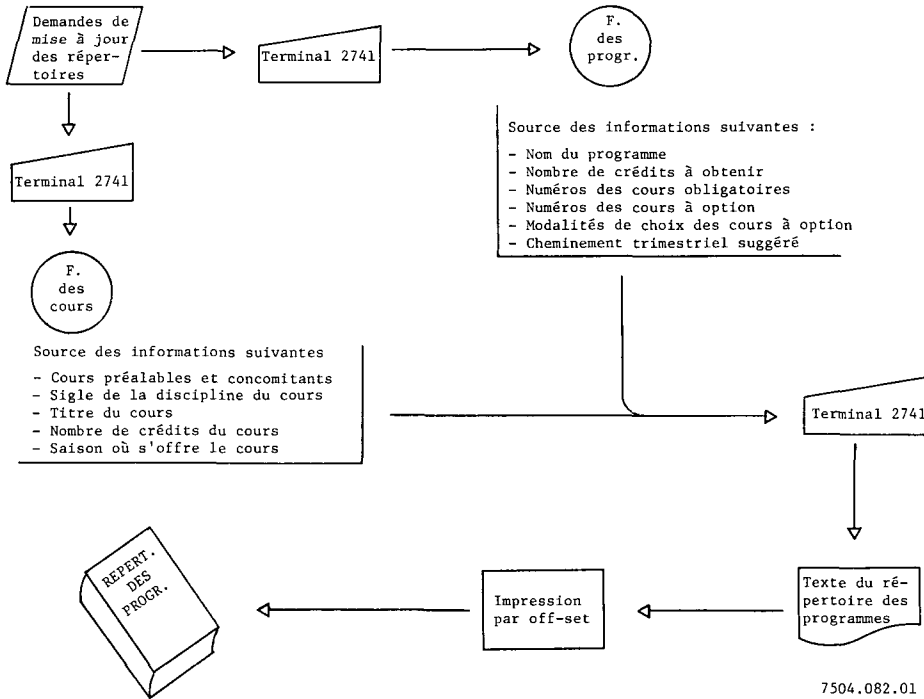 Demandes de
mise à jour
des réper-
toires
Terminal 2741
F.
des
progr.
Source des informations suivantes :
- Nom du programme
- Nombre de crédits à obtenir
- Numéros des cours obligatoires
- Numéros des cours à option
- Modalités de choix des cours à option
- Cheminement trimestriel suggéré
Terminal 2741
F.
des
cours
Source des informations suivantes
- Cours préalables et concomitants
- Sigle de la discipline du cours
- Titre du cours
- Nombre de crédits du cours
- Saison où s'offre le cours
Terminal 2741
Texte du ré-
pertoire des
programmes
Impression
par off-set
REPERT.
DES
PROGR.
7504.082.01